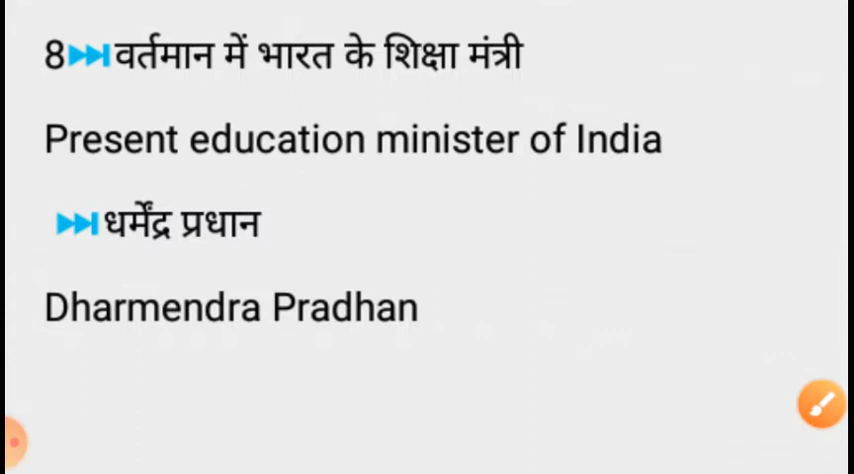 8⏭वर्तमान में भारत के शिक्षा मंत्री
Present education minister of India
⏭धर्मेंद्र प्रधान
Dharmendra Pradhan